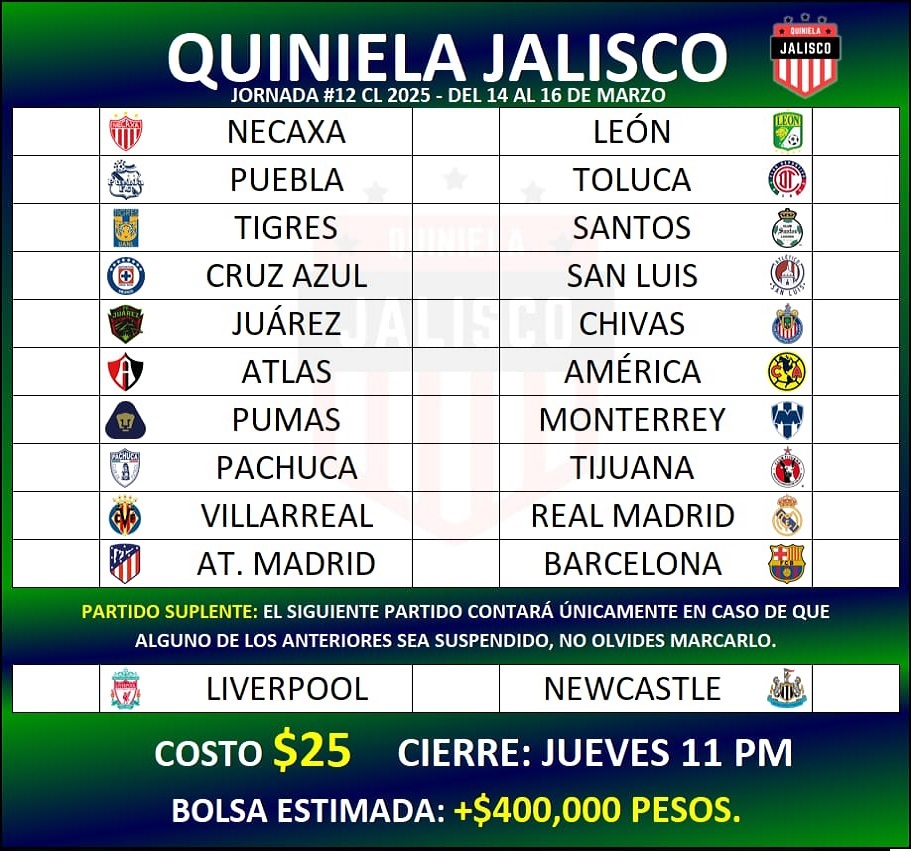 QUINIELA JALISCO
QUINIELA
JALISCO
JORNADA #12 CL 2025 - DEL 14 AL 16 DE MARZO
NECAXA LEÓN
PUEBLA TOLUCA
TIGRES SANTOS
CRUZ AZUL SAN LUIS
JUÁREZ CHIVAS
ATLAS AMÉRICA
PUMAS MONTERREY
PACHUCA TIJUANA
VILLARREAL REAL MADRID
AT. MADRID BARCELONA
QUINIELA
JALISCO
PARTIDO SUPLENTE: EL SIGUIENTE PARTIDO CONTARÁ ÚNICAMENTE EN CASO DE QUE
ALGUNO DE LOS ANTERIORES SEA SUSPENDIDO, NO OLVIDES MARCARLO.
LIVERPOOL NEWCASTLE
COSTO $25 CIERRE: JUEVES 11 PM
BOLSA ESTIMADA: +$400,000 PESOS.